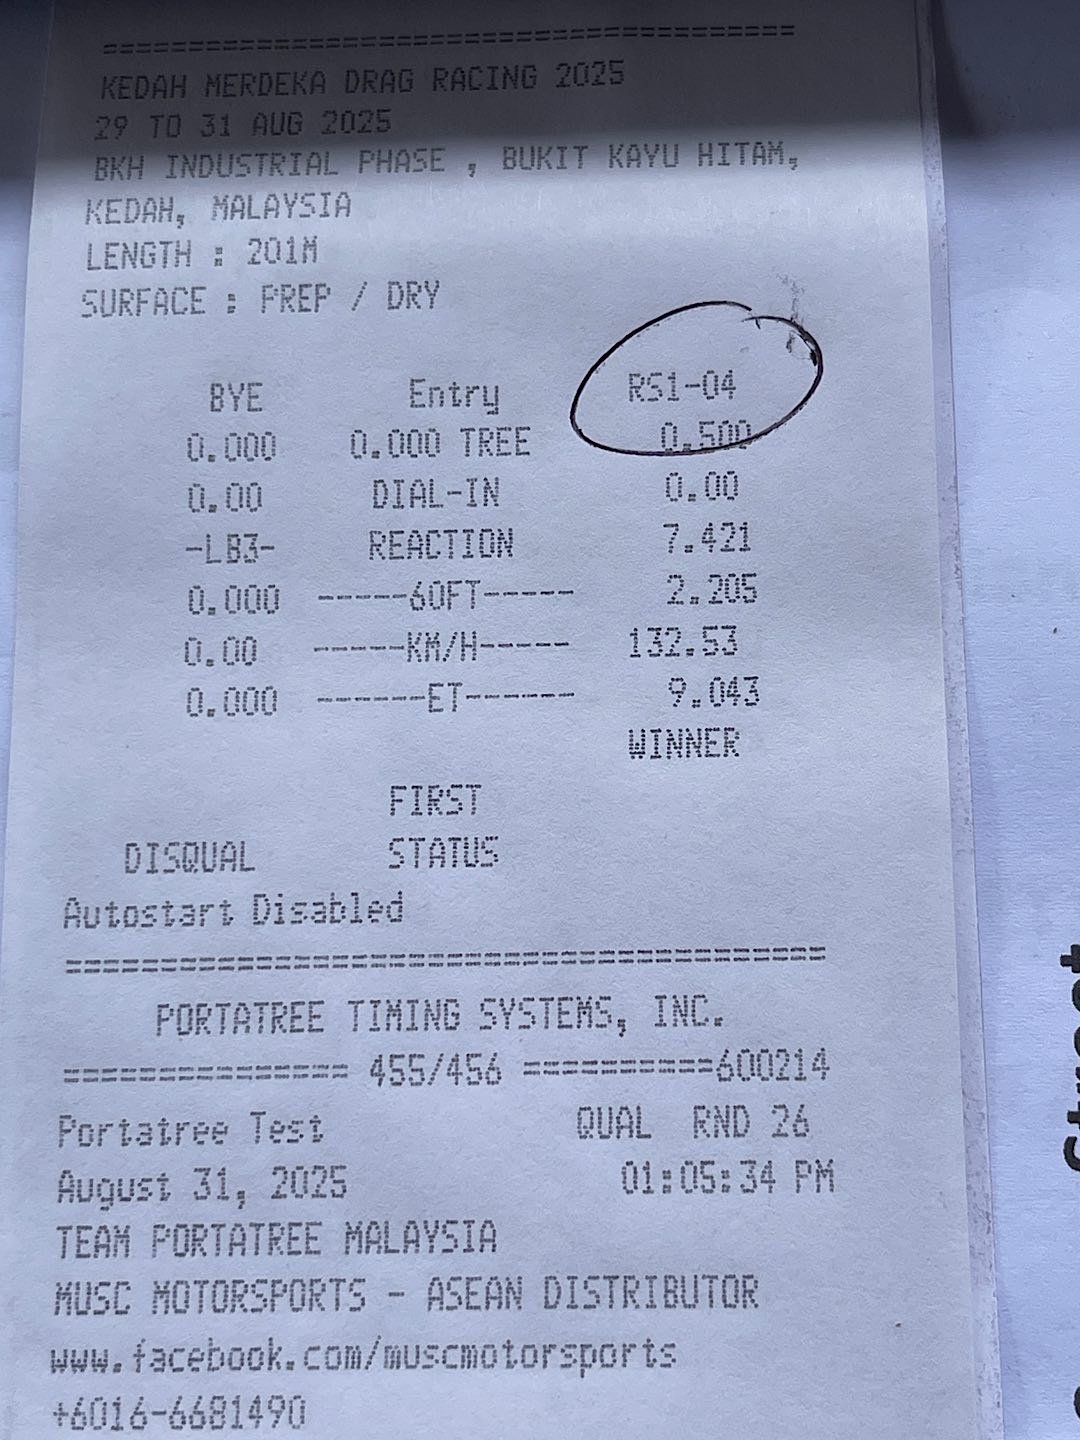 =======================================
KEDAH MERDEKA DRAG RACING 2025
29 TO 31 AUG 2025
BKH INDUSTRIAL PHASE , BUKIT KAYU HITAM,
KEDAH, MALAYSIA
LENGTH : 201M
SURFACE : PREP / DRY
BYE Entry RS1-04
0.000 0.000 TREE 0.500
0.00 DIAL-IN 0.00
-LB3- REACTION 7.421
0.000 -----60FT----- 2.205
0.00 -----KM/H----- 132.53
0.000 ------ET------ 9.043
WINNER
FIRST
DISQUAL STATUS
Autostart Disabled
========================================
PORTATREE TIMING SYSTEMS, INC.
=============== 455/456 ==========600214
Portatree Test QUAL RND 26
August 31, 2025 01:05:34 PM
TEAM PORTATREE MALAYSIA
MUSC MOTORSPORTS - ASEAN DISTRIBUTOR
www.facebook.com/muscmotorsports
+6016-6681490
Street